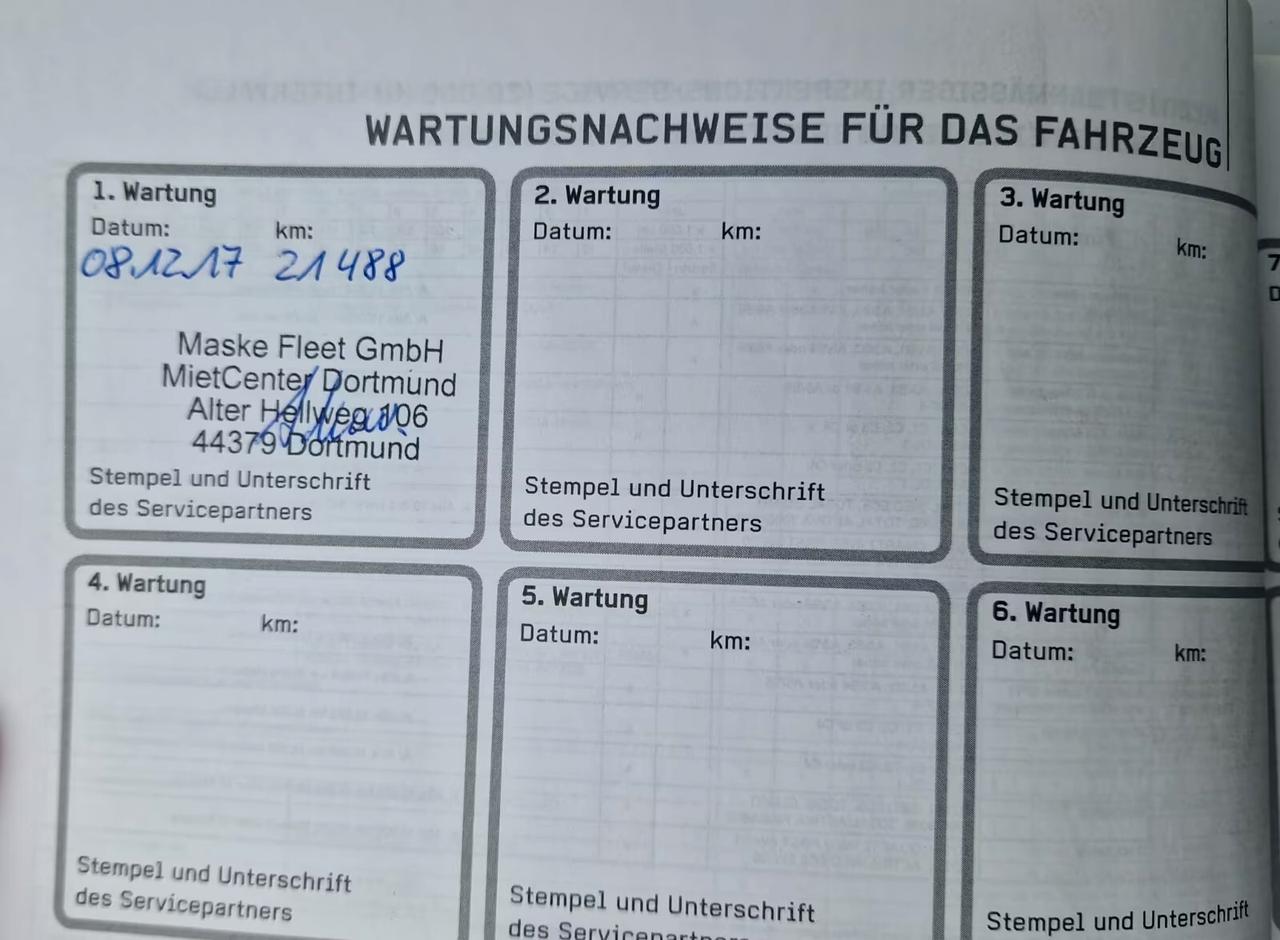 WARTUNGSNACHWEISE FÜR DAS FAHRZEUG
1. Wartung
Datum: km:
08.12.17 21488
Maske Fleet GmbH
MietCenter Dortmund
Alter Hellweg 106
44379 Dortmund
Stempel und Unterschrift
des Servicepartners
2. Wartung
Datum: km:
Stempel und Unterschrift
des Servicepartners
3. Wartung
Datum: km:
Stempel und Unterschrift
des Servicepartners
7
D
4. Wartung
Datum: km:
Stempel und Unterschrift
des Servicepartners
5. Wartung
Datum: km:
Stempel und Unterschrift
des Servicepartners
6. Wartung
Datum: km:
Stempel und Unterschrift